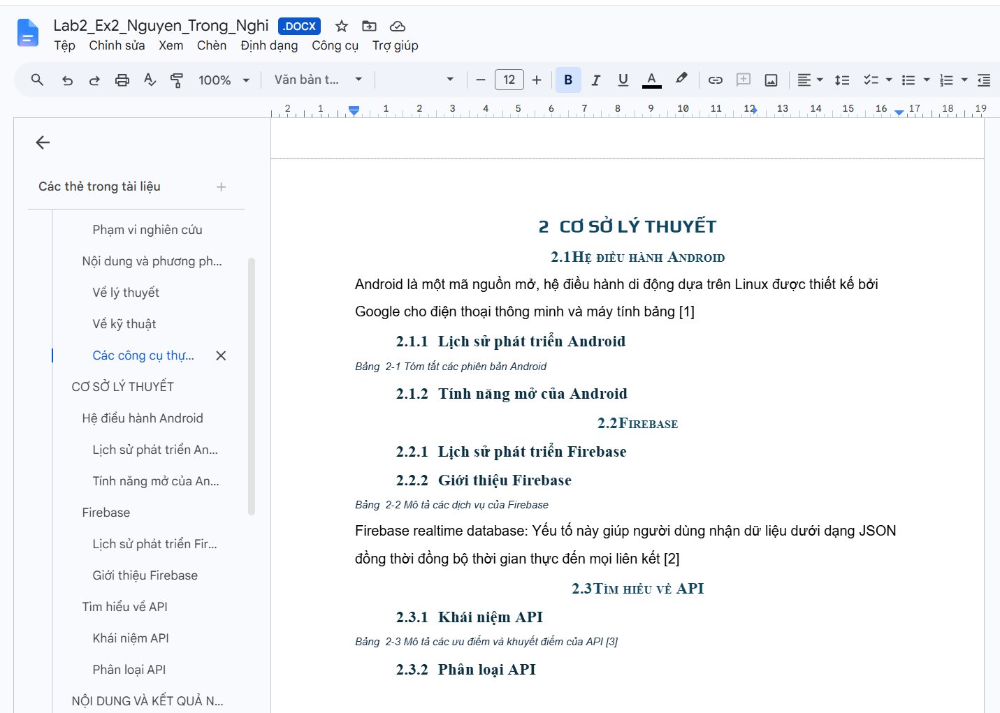 Lab2_Ex2_Nguyen_Trong_Nghi .DOCX
Tệp Chỉnh sửa Xem Chèn Định dạng Công cụ Trợ giúp
100% Văn bản t... 12 B I U A
2 1 1 2 3 4 5 6 7 8 9 10 11 12 13 14 15 16 17 18 19
Các thẻ trong tài liệu
Phạm vi nghiên cứu
Nội dung và phương ph...
Về lý thuyết
Về kỹ thuật
Các công cụ thự...
CƠ SỞ LÝ THUYẾT
Hệ điều hành Android
Lịch sử phát triển An...
Tính năng mở của An...
Firebase
Lịch sử phát triển Fir...
Giới thiệu Firebase
Tìm hiểu về API
Khái niệm API
Phân loại API
NỘI DUNG VÀ KẾT QUẢ N...
2 CƠ SỞ LÝ THUYẾT
2.1Hệ điều hành Android
Android là một mã nguồn mở, hệ điều hành di động dựa trên Linux được thiết kế bởi
Google cho điện thoại thông minh và máy tính bảng [1]
2.1.1 Lịch sử phát triển Android
Bảng 2-1 Tóm tắt các phiên bản Android
2.1.2 Tính năng mở của Android
2.2Firebase
2.2.1 Lịch sử phát triển Firebase
2.2.2 Giới thiệu Firebase
Bảng 2-2 Mô tả các dịch vụ của Firebase
Firebase realtime database: Yếu tố này giúp người dùng nhận dữ liệu dưới dạng JSON
đồng thời đồng bộ thời gian thực đến mọi liên kết [2]
2.3Tìm hiểu về API
2.3.1 Khái niệm API
Bảng 2-3 Mô tả các ưu điểm và khuyết điểm của API [3]
2.3.2 Phân loại API